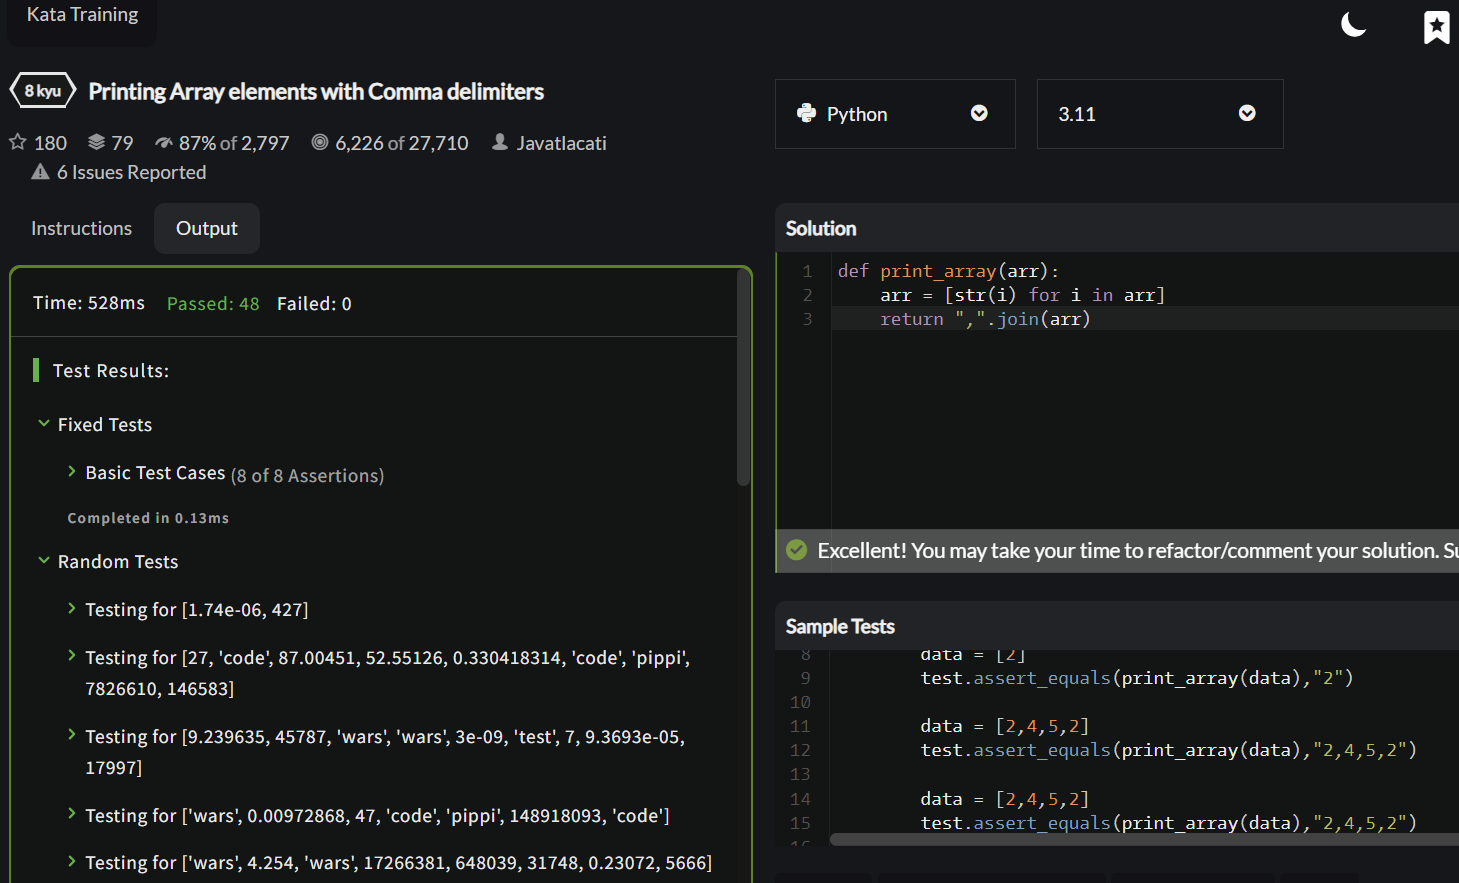 Kata Training
8 kyu Printing Array elements with Comma delimiters
180 79 87% of 2,797 6,226 of 27,710 Javatlacati
6 Issues Reported
Python 3.11
Instructions Output
Time: 528ms Passed: 48 Failed: 0
Test Results:
Fixed Tests
Basic Test Cases (8 of 8 Assertions)
Completed in 0.13ms
Random Tests
Testing for [1.74e-06, 427]
Testing for [27, 'code', 87.00451, 52.55126, 0.330418314, 'code', 'pippi',
7826610, 146583]
Testing for [9.239635, 45787, 'wars', 'wars', 3e-09, 'test', 7, 9.3693e-05,
17997]
Testing for ['wars', 0.00972868, 47, 'code', 'pippi', 148918093, 'code']
Testing for ['wars', 4.254, 'wars', 17266381, 648039, 31748, 0.23072, 5666]
Solution
1 def print_array(arr):
2 arr = [str(i) for i in arr]
3 return ",".join(arr)
Excellent! You may take your time to refactor/comment your solution.
Sample Tests
8 data = [2]
9 test.assert_equals(print_array(data),"2")
10
11 data = [2,4,5,2]
12 test.assert_equals(print_array(data),"2,4,5,2")
13
14 data = [2,4,5,2]
15 test.assert_equals(print_array(data),"2,4,5,2")